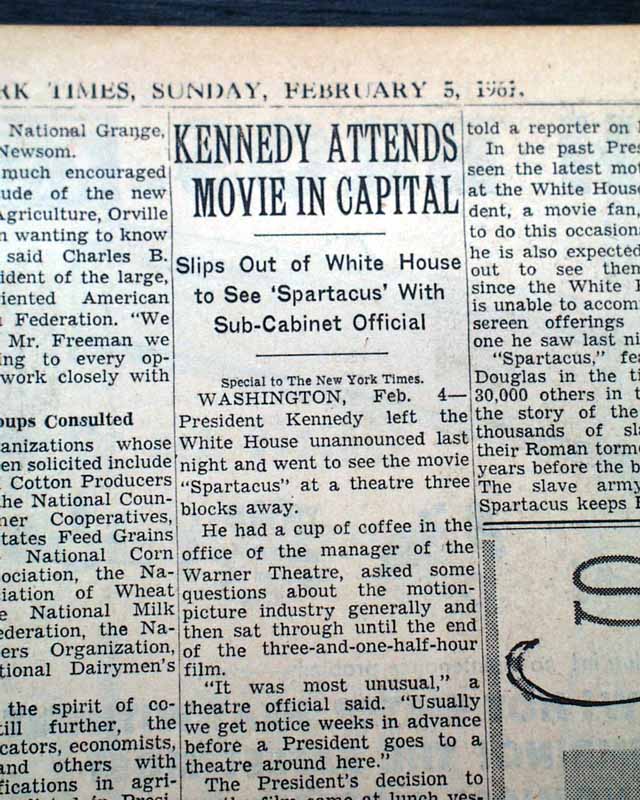 RK TIMES, SUNDAY, FEBRUARY 5, 1961.
National Grange,
Newsom.
much encouraged
ude of the new
Agriculture, Orville
n wanting to know
said Charles B.
ident of the large,
riented American
Federation. "We
Mr. Freeman we
ing to every op-
work closely with
oups Consulted
anizations whose
en solicited include
Cotton Producers
the National Coun-
ner Cooperatives,
tates Feed Grains
National Corn
sociation, the Na-
iation of Wheat
e National Milk
ederation, the Na-
ers Organization,
tional Dairymen's
the spirit of co-
till further, the
cators, economists,
and others with
fications in agri-
KENNEDY ATTENDS
MOVIE IN CAPITAL
Slips Out of White House
to See 'Spartacus' With
Sub-Cabinet Official
Special to The New York Times.
WASHINGTON, Feb. 4—
President Kennedy left the
White House unannounced last
night and went to see the movie
"Spartacus" at a theatre three
blocks away.
He had a cup of coffee in the
office of the manager of the
Warner Theatre, asked some
questions about the motion-
picture industry generally and
then sat through until the end
of the three-and-one-half-hour
film.
"It was most unusual," a
theatre official said. "Usually
we get notice weeks in advance
before a President goes to a
theatre around here."
The President's decision to
told a reporter on
In the past Pres
seen the latest mot
at the White House
dent, a movie fan,
to do this occasiona
he is also expected
out to see them
since the White
is unable to accom
screen offerings
one he saw last ni
"Spartacus," fea
Douglas in the ti
30,000 others in t
the story of the
thousands of sla
their Roman torme
years before the b
The slave army
Spartacus keeps